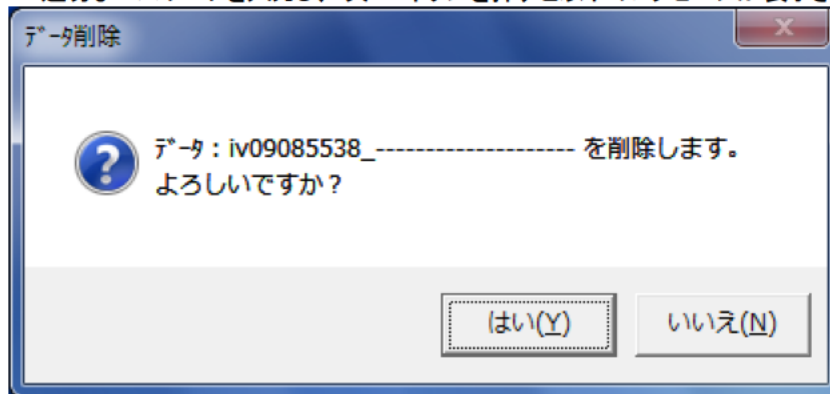 ﾃﾞｰﾀ削除
ﾃﾞｰﾀ：iv09085538_-------------------- を削除します。
よろしいですか？
はい(Y)
いいえ(N)